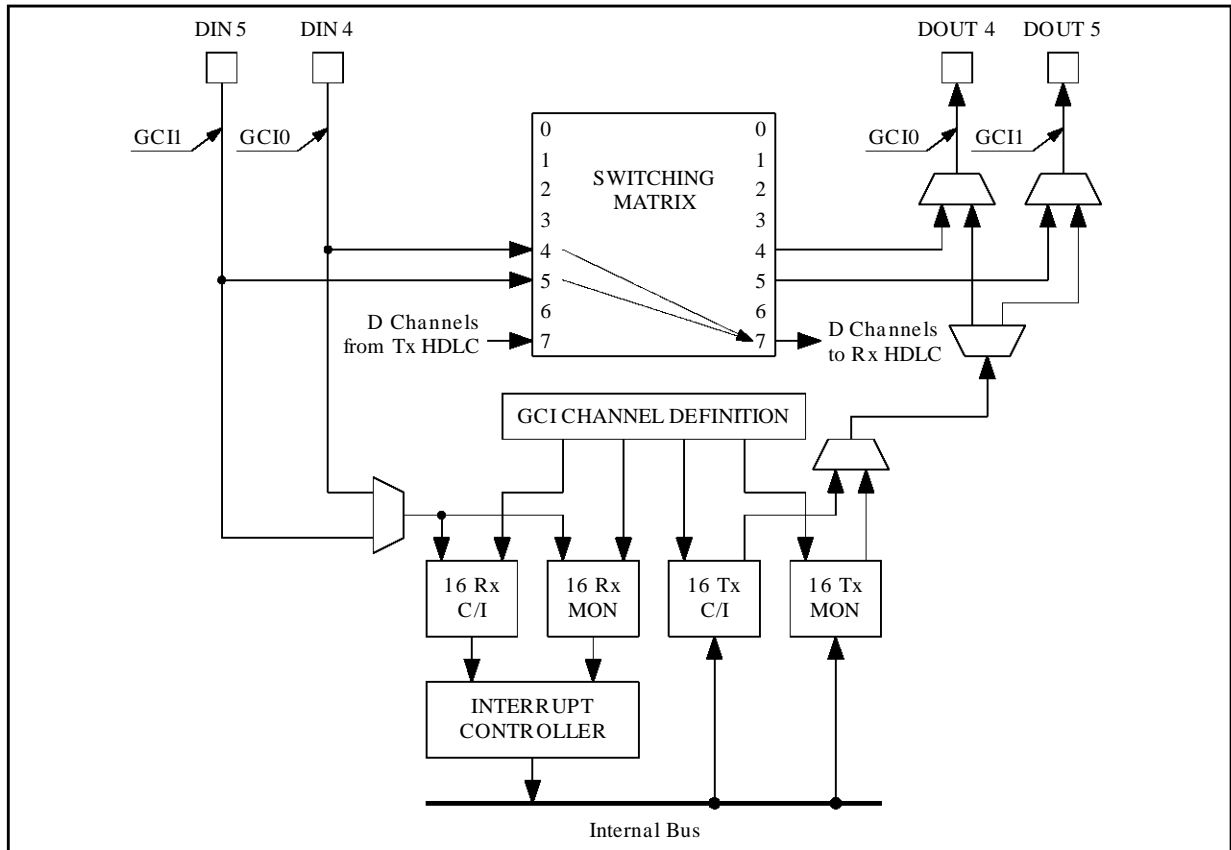 DIN 5
DIN 4
DOUT 4
DOUT 5
GCI1
GCI0
GCI0
GCI1
0
1
2
3
4
5
6
7
SWITCHING
MATRIX
0
1
2
3
4
5
6
7
D Channels
from Tx HDLC
D Channels
to Rx HDLC
GCI CHANNEL DEFINITION
16 Rx
C/I
16 Rx
MON
16 Tx
C/I
16 Tx
MON
INTERRUPT
CONTROLLER
Internal Bus